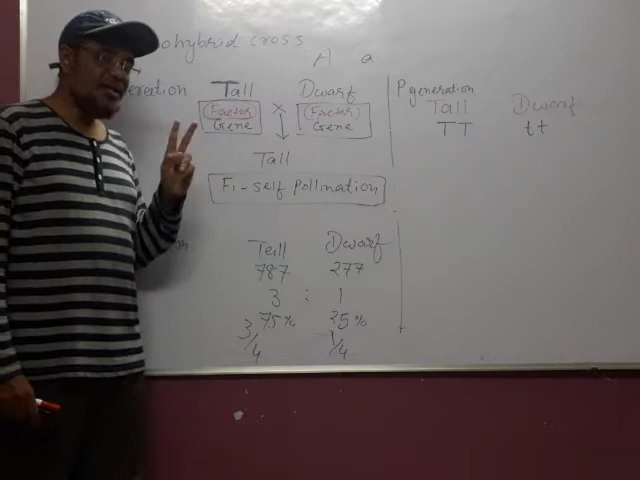 ohybrid cross
A a
eration Tall Dwarf
(Factor) × (Factor)
Gene Gene
Tall
F1 - self Pollination
Tall Dwarf
787 277
3 : 1
75% 25%
3/4 1/4
P generation
Tall Dwarf
TT tt